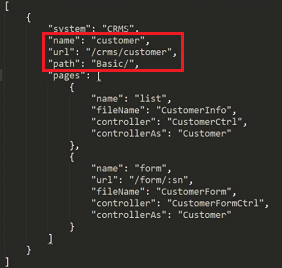 [
{
"system": "CRMS",
"name": "customer",
"url": "/crms/customer",
"path": "Basic/",
"pages": [
{
"name": "list",
"fileName": "CustomerInfo",
"controller": "CustomerCtrl",
"controllerAs": "Customer"
},
{
"name": "form",
"url": "/form/:sn",
"fileName": "CustomerForm",
"controller": "CustomerFormCtrl",
"controllerAs": "Customer"
}
]
}
]